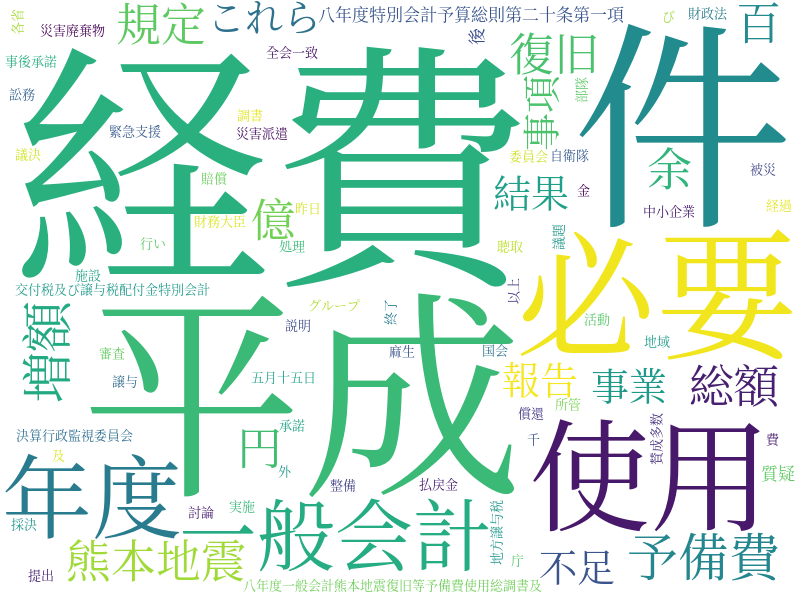 各省
災害廃棄物
規定
これら
八年度特別会計予算総則第二十条第一項
後
び
財政法
百
事後承諾
全会一致
復旧
件
訟務
経費
緊急支援
調書
災害派遣
事項
部隊
議決
委員会
自衛隊
余
被災
賠償
結果
金
財務大臣
億
昨日
中小企業
経過
行い
処理
聴取
議題
必要
施設
以上
交付税及び譲与税配付金特別会計
平成
グループ
終了
活動
増額
説明
地域
審査
麻生
国会
譲与
五月十五日
報告
事業
総額
償還
所管
承諾
決算行政監視委員会
円
千
賛成多数
費
及
外
使用
質疑
年度
整備
払戻金
一般会計
採決
討論
実施
地方譲与税
提出
熊本地震
庁
不足
予備費
八年度一般会計熊本地震復旧等予備費使用総調書及